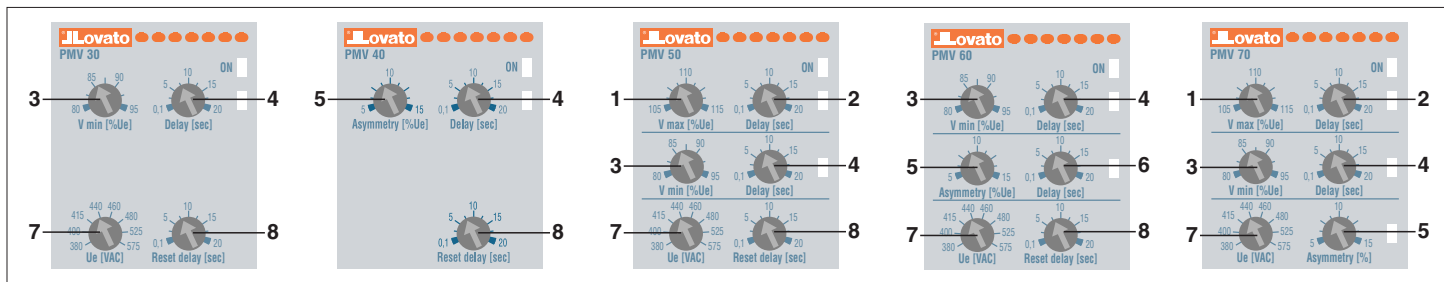 Lovato
PMV 30
ON
85 90
80 95
V min [%Ue]
5 10 15
0,1 20
Delay [sec]
3 4
415 440 460 480
400 525
380 575
Ue [VAC]
5 10 15
0,1 20
Reset delay [sec]
7 8
Lovato
PMV 40
ON
10
5 15
Asymmetry [%Ue]
5 10 15
0,1 20
Delay [sec]
5 4
5 10 15
0,1 20
Reset delay [sec]
8
Lovato
PMV 50
ON
110
105 115
V max [%Ue]
5 10 15
0,1 20
Delay [sec]
1 2
85 90
80 95
V min [%Ue]
5 10 15
0,1 20
Delay [sec]
3 4
415 440 460 480
400 525
380 575
Ue [VAC]
5 10 15
0,1 20
Reset delay [sec]
7 8
Lovato
PMV 60
ON
85 90
80 95
V min [%Ue]
5 10 15
0,1 20
Delay [sec]
3 4
10
5 15
Asymmetry [%Ue]
5 10 15
0,1 20
Delay [sec]
5 6
415 440 460 480
400 525
380 575
Ue [VAC]
5 10 15
0,1 20
Reset delay [sec]
7 8
Lovato
PMV 70
ON
110
105 115
V max [%Ue]
5 10 15
0,1 20
Delay [sec]
1 2
85 90
80 95
V min [%Ue]
5 10 15
0,1 20
Delay [sec]
3 4
415 440 460 480
400 525
380 575
Ue [VAC]
10
5 15
Asymmetry [%]
7 5